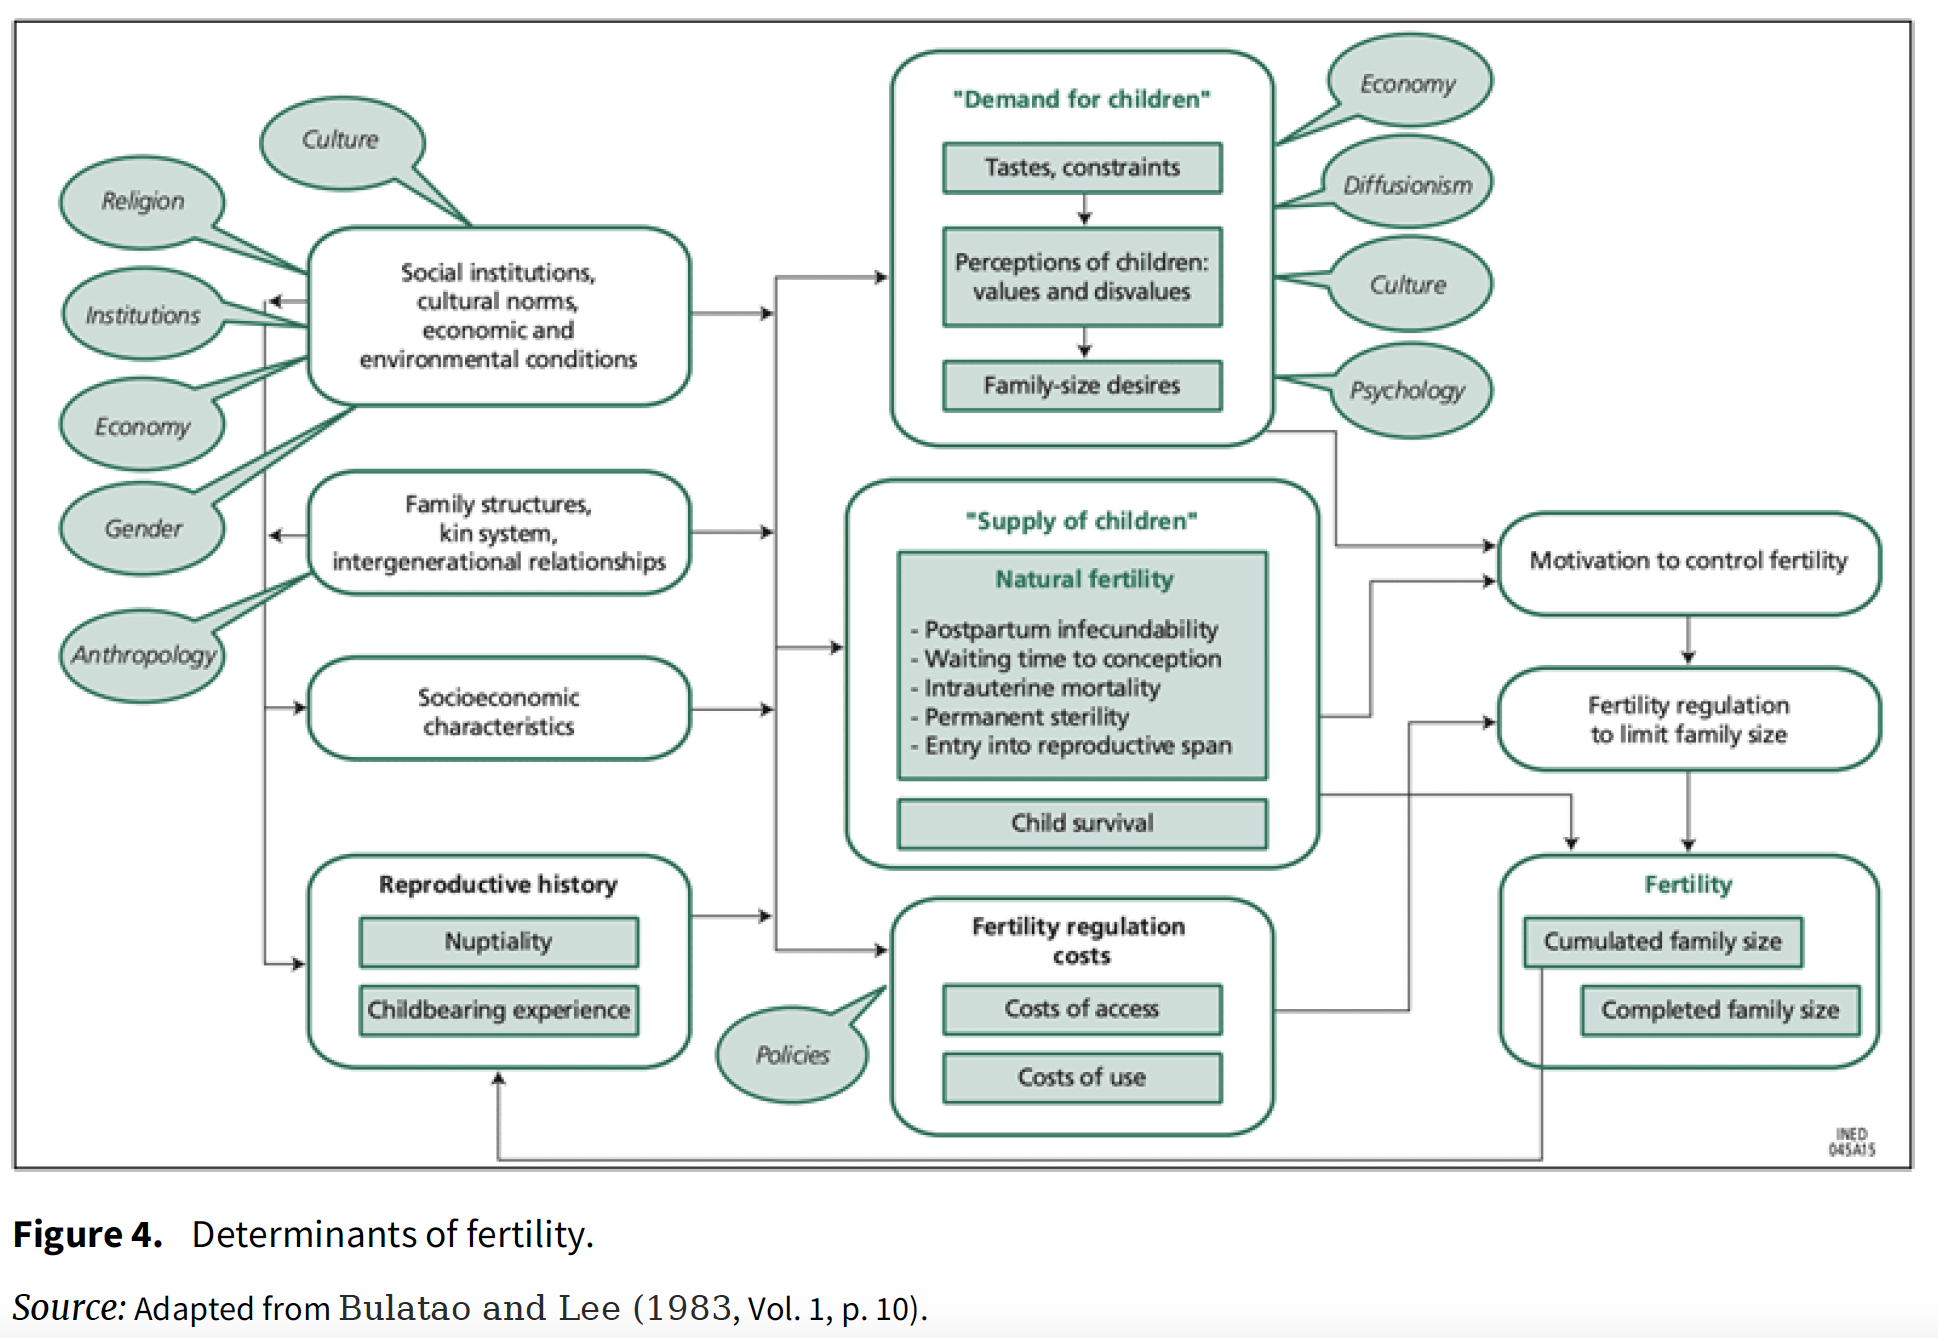 Culture
Religion
Institutions
Economy
Gender
Anthropology
Social institutions,
cultural norms,
economic and
environmental conditions
Family structures,
kin system,
intergenerational relationships
Socioeconomic
characteristics
Reproductive history
Nuptiality
Childbearing experience
"Demand for children"
Tastes, constraints
Perceptions of children:
values and disvalues
Family-size desires
Economy
Diffusionism
Culture
Psychology
"Supply of children"
Natural fertility
- Postpartum infecundability
- Waiting time to conception
- Intrauterine mortality
- Permanent sterility
- Entry into reproductive span
Child survival
Fertility regulation
costs
Costs of access
Costs of use
Policies
Motivation to control fertility
Fertility regulation
to limit family size
Fertility
Cumulated family size
Completed family size
INED
045A15
Figure 4. Determinants of fertility.
Source: Adapted from Bulatao and Lee (1983, Vol. 1, p. 10).